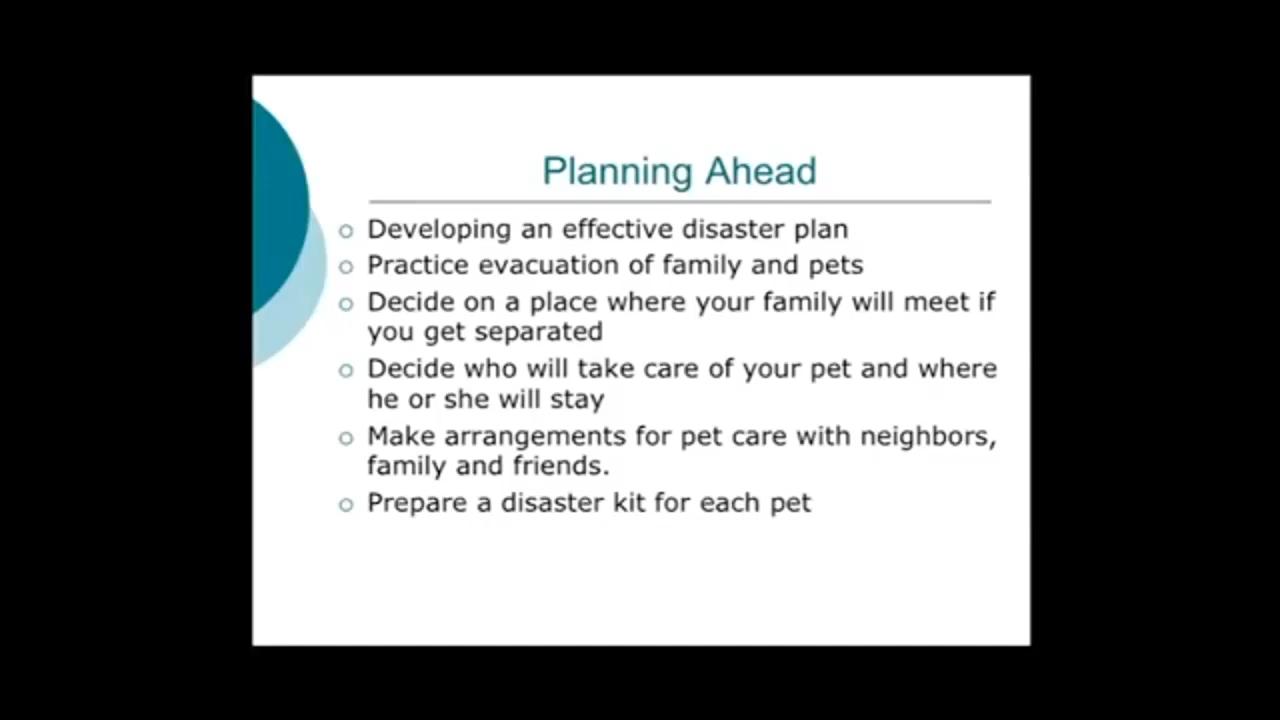 Planning Ahead
Developing an effective disaster plan
Practice evacuation of family and pets
Decide on a place where your family will meet if
you get separated
Decide who will take care of your pet and where
he or she will stay
Make arrangements for pet care with neighbors,
family and friends.
Prepare a disaster kit for each pet